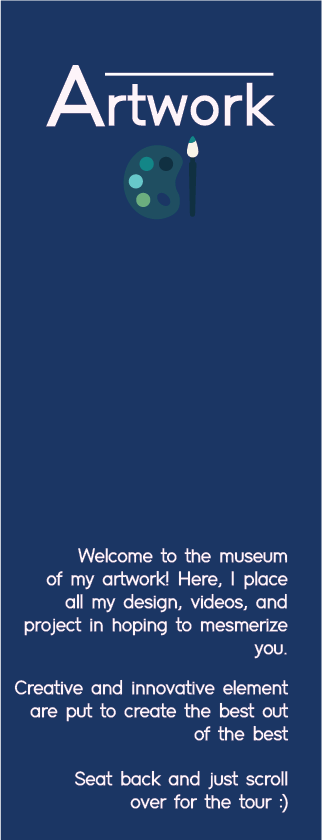 Artwork
Welcome to the museum
of my artwork! Here, I place
all my design, videos, and
project in hoping to mesmerize
you.
Creative and innovative element
are put to create the best out
of the best
Seat back and just scroll
over for the tour :)